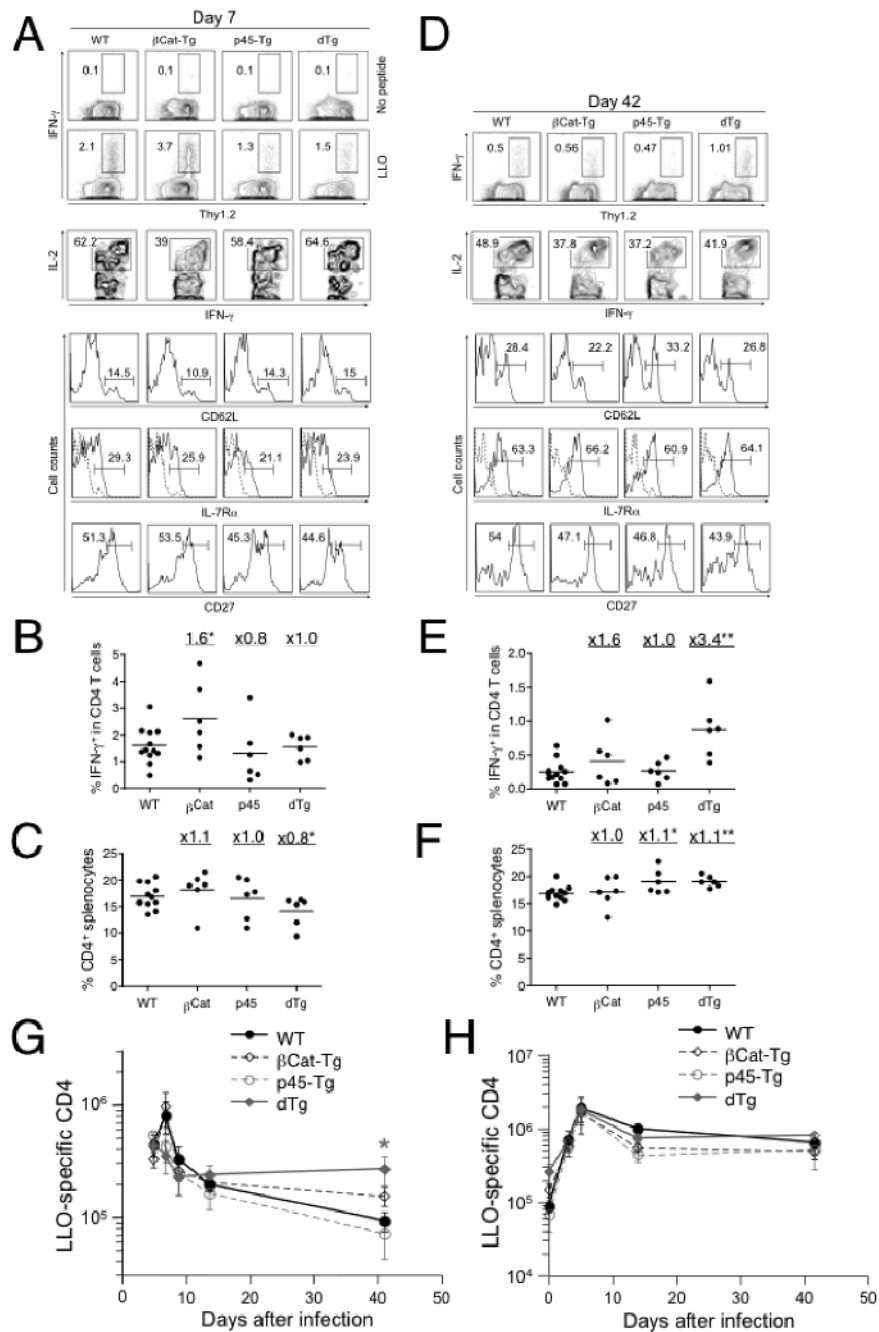 A
Day 7
WT βCat-Tg p45-Tg dTg
0.1 0.1 0.1 0.1
No peptide
IFN-γ
2.1 3.7 1.3 1.5
LLO
Thy1.2
62.2 39 58.4 64.6
IL-2
IFN-γ
14.5 10.9 14.3 15
CD62L
29.3 25.9 21.1 23.9
Cell counts
IL-7Rα
51.3 53.5 45.3 44.6
CD27
D
Day 42
WT βCat-Tg p45-Tg dTg
0.5 0.56 0.47 1.01
IFN-γ
Thy1.2
48.9 37.8 37.2 41.9
IL-2
IFN-γ
28.4 22.2 33.2 26.8
CD62L
63.3 66.2 60.9 64.1
Cell counts
IL-7Rα
54 47.1 46.8 43.9
CD27
B
1.6* x0.8 x1.0
% IFN-γ+ in CD4 T cells
5
4
3
2
1
0
WT βCat p45 dTg
E
x1.6 x1.0 x3.4**
% IFN-γ+ in CD4 T cells
2.0
1.5
1.0
0.5
0.0
WT βCat p45 dTg
C
x1.1 x1.0 x0.8*
% CD4+ splenocytes
25
20
15
10
5
0
WT βCat p45 dTg
F
x1.0 x1.1* x1.1**
% CD4+ splenocytes
25
20
15
10
5
0
WT βCat p45 dTg
G
WT
βCat-Tg
p45-Tg
dTg
*
LLO-specific CD4
10⁶
10⁵
0 10 20 30 40 50
Days after infection
H
WT
βCat-Tg
p45-Tg
dTg
LLO-specific CD4
10⁷
10⁶
10⁵
10⁴
0 10 20 30 40 50
Days after infection